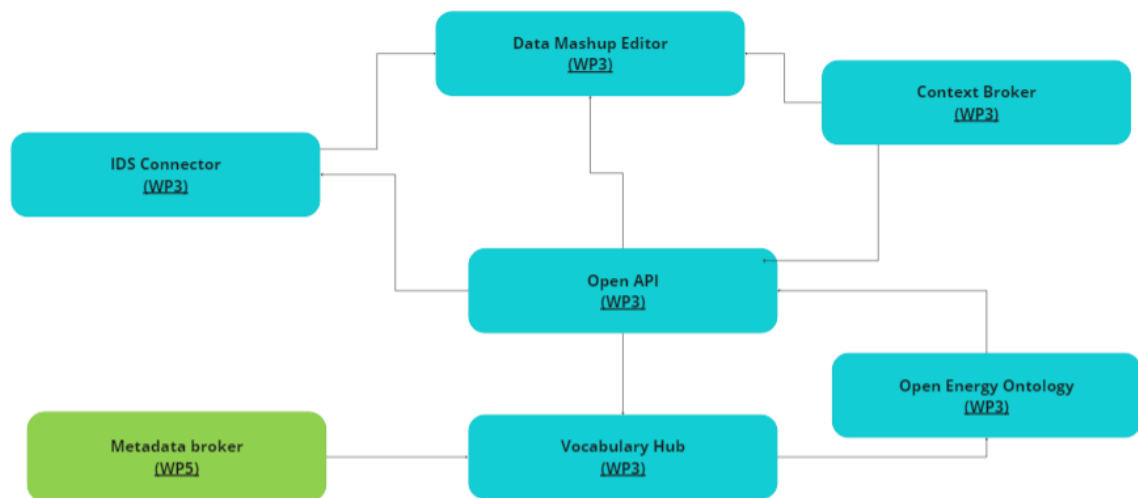 Data Mashup Editor
(WP3)
Context Broker
(WP3)
IDS Connector
(WP3)
Open API
(WP3)
Open Energy Ontology
(WP3)
Metadata broker
(WP5)
Vocabulary Hub
(WP3)